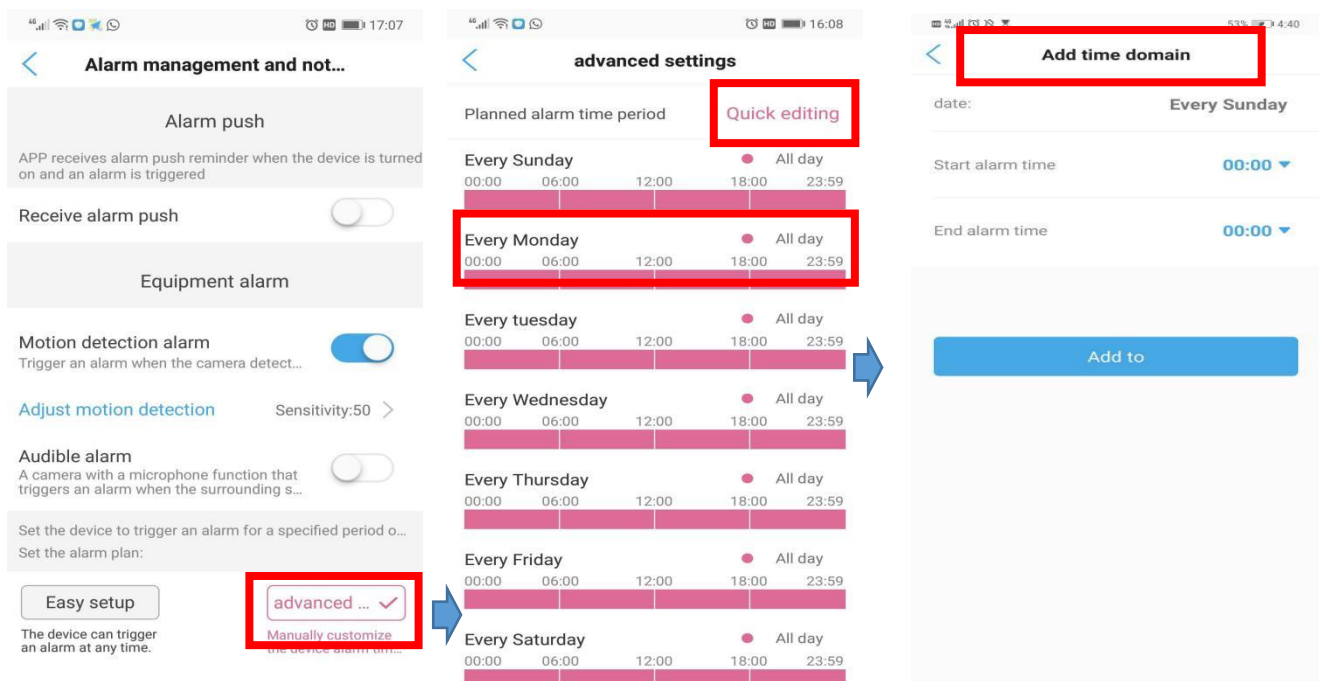 46 17:07
Alarm management and not...
Alarm push
APP receives alarm push reminder when the device is turned
on and an alarm is triggered
Receive alarm push
Equipment alarm
Motion detection alarm
Trigger an alarm when the camera detect...
Adjust motion detection Sensitivity:50 >
Audible alarm
A camera with a microphone function that
triggers an alarm when the surrounding s...
Set the device to trigger an alarm for a specified period o...
Set the alarm plan:
Easy setup
The device can trigger
an alarm at any time.
advanced ... ✓
Manually customize
the device alarm tim...
46 HD 16:08
advanced settings
Planned alarm time period Quick editing
Every Sunday All day
00:00 06:00 12:00 18:00 23:59
Every Monday All day
00:00 06:00 12:00 18:00 23:59
Every tuesday All day
00:00 06:00 12:00 18:00 23:59
Every Wednesday All day
00:00 06:00 12:00 18:00 23:59
Every Thursday All day
00:00 06:00 12:00 18:00 23:59
Every Friday All day
00:00 06:00 12:00 18:00 23:59
Every Saturday All day
00:00 06:00 12:00 18:00 23:59
53% 4:40
Add time domain
date: Every Sunday
Start alarm time 00:00
End alarm time 00:00
Add to